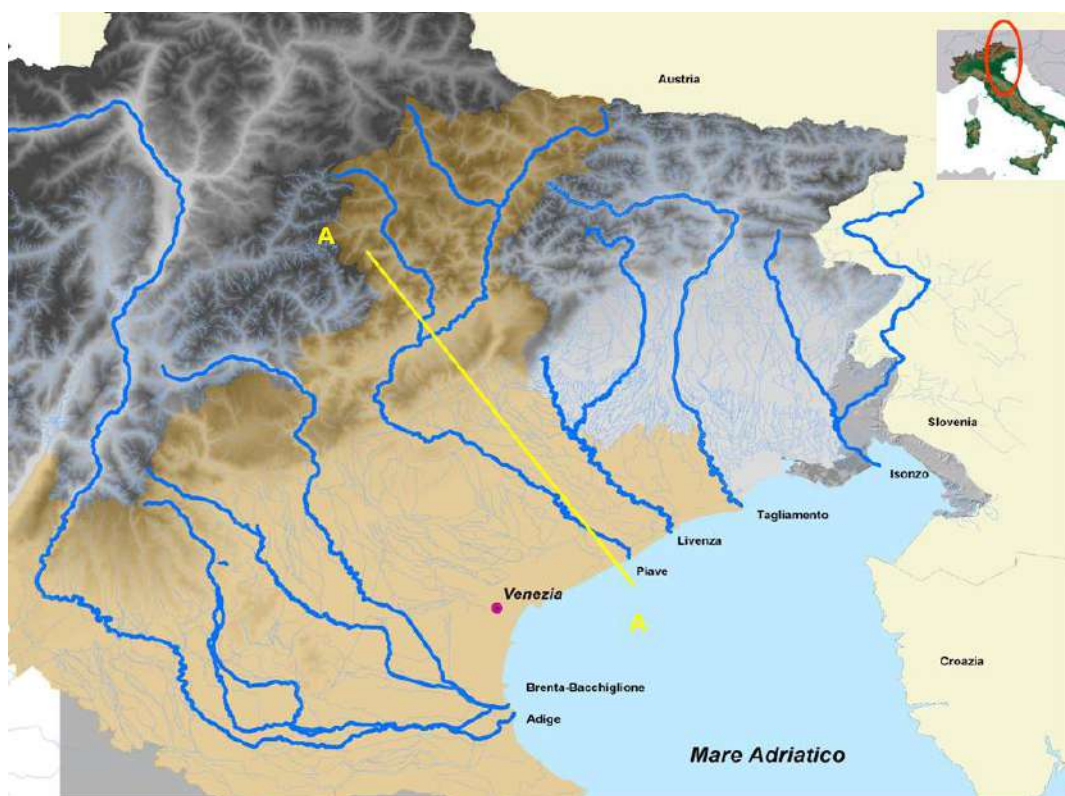 Austria
A
Slovenia
Isonzo
Tagliamento
Livenza
Piave
Venezia
A
Croazia
Brenta-Bacchiglione
Adige
Mare Adriatico